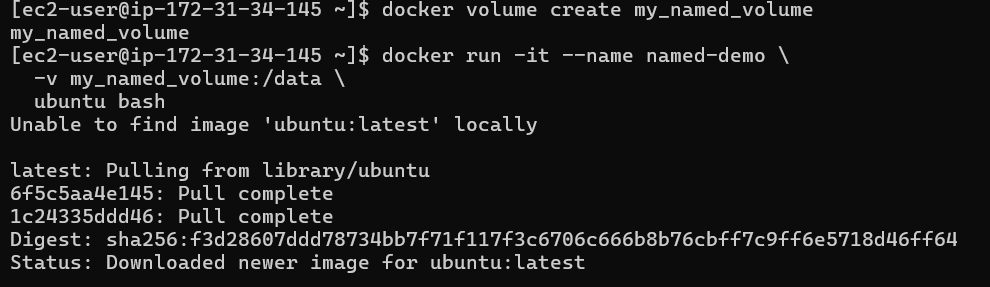 [ec2-user@ip-172-31-34-145 ~]$ docker volume create my_named_volume
my_named_volume
[ec2-user@ip-172-31-34-145 ~]$ docker run -it --name named-demo \
  -v my_named_volume:/data \
  ubuntu bash
Unable to find image 'ubuntu:latest' locally
latest: Pulling from library/ubuntu
6f5c5aa4e145: Pull complete
1c24335ddd46: Pull complete
Digest: sha256:f3d28607ddd78734bb7f71f117f3c6706c666b8b76cbff7c9ff6e5718d46ff64
Status: Downloaded newer image for ubuntu:latest